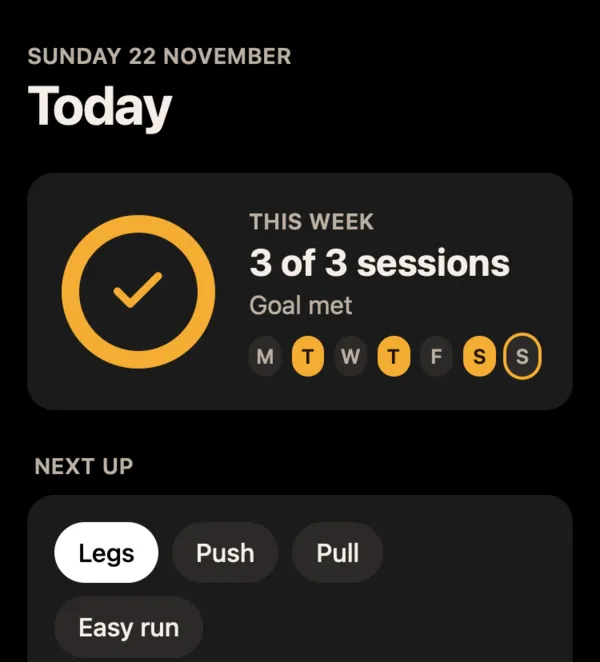 SUNDAY 22 NOVEMBER
Today
THIS WEEK
3 of 3 sessions
Goal met
M T W T F S S
NEXT UP
Legs Push Pull
Easy run